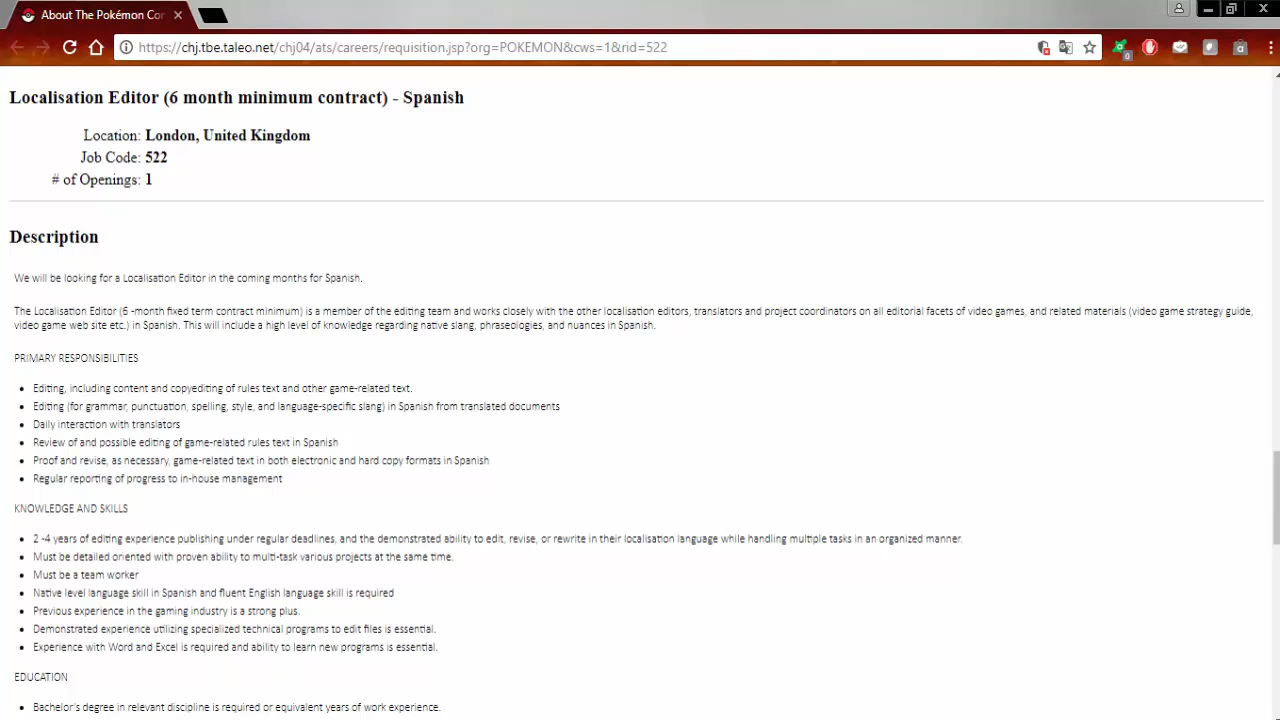 About The Pokémon Cor
https://chj.tbe.taleo.net/chj04/ats/careers/requisition.jsp?org=POKEMON&cws=1&rid=522
0
Localisation Editor (6 month minimum contract) - Spanish
Location: London, United Kingdom
Job Code: 522
# of Openings: 1
Description
We will be looking for a Localisation Editor in the coming months for Spanish.
The Localisation Editor (6 -month fixed term contract minimum) is a member of the editing team and works closely with the other localisation editors, translators and project coordinators on all editorial facets of video games, and related materials (video game strategy guide,
video game web site etc.) in Spanish. This will include a high level of knowledge regarding native slang, phraseologies, and nuances in Spanish.
PRIMARY RESPONSIBILITIES
• Editing, including content and copyediting of rules text and other game-related text.
• Editing (for grammar, punctuation, spelling, style, and language-specific slang) in Spanish from translated documents
• Daily interaction with translators
• Review of and possible editing of game-related rules text in Spanish
• Proof and revise, as necessary, game-related text in both electronic and hard copy formats in Spanish
• Regular reporting of progress to in-house management
KNOWLEDGE AND SKILLS
• 2 -4 years of editing experience publishing under regular deadlines, and the demonstrated ability to edit, revise, or rewrite in their localisation language while handling multiple tasks in an organized manner.
• Must be detailed oriented with proven ability to multi-task various projects at the same time.
• Must be a team worker
• Native level language skill in Spanish and fluent English language skill is required
• Previous experience in the gaming industry is a strong plus.
• Demonstrated experience utilizing specialized technical programs to edit files is essential.
• Experience with Word and Excel is required and ability to learn new programs is essential.
EDUCATION
• Bachelor's degree in relevant discipline is required or equivalent years of work experience.